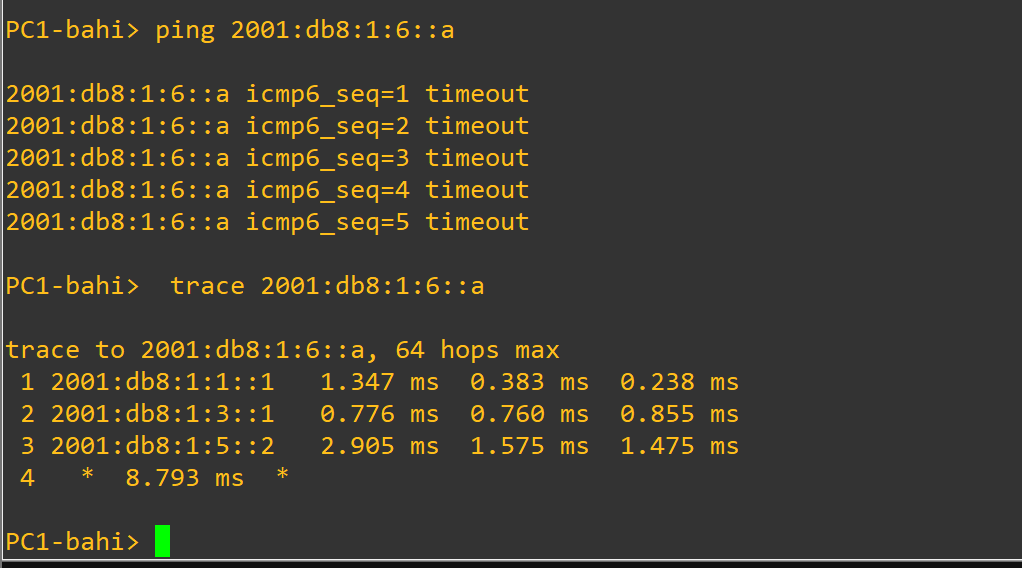 PC1-bahi> ping 2001:db8:1:6::a
2001:db8:1:6::a icmp6_seq=1 timeout
2001:db8:1:6::a icmp6_seq=2 timeout
2001:db8:1:6::a icmp6_seq=3 timeout
2001:db8:1:6::a icmp6_seq=4 timeout
2001:db8:1:6::a icmp6_seq=5 timeout
PC1-bahi>  trace 2001:db8:1:6::a
trace to 2001:db8:1:6::a, 64 hops max
 1 2001:db8:1:1::1   1.347 ms  0.383 ms  0.238 ms
 2 2001:db8:1:3::1   0.776 ms  0.760 ms  0.855 ms
 3 2001:db8:1:5::2   2.905 ms  1.575 ms  1.475 ms
 4   *  8.793 ms  *
PC1-bahi>